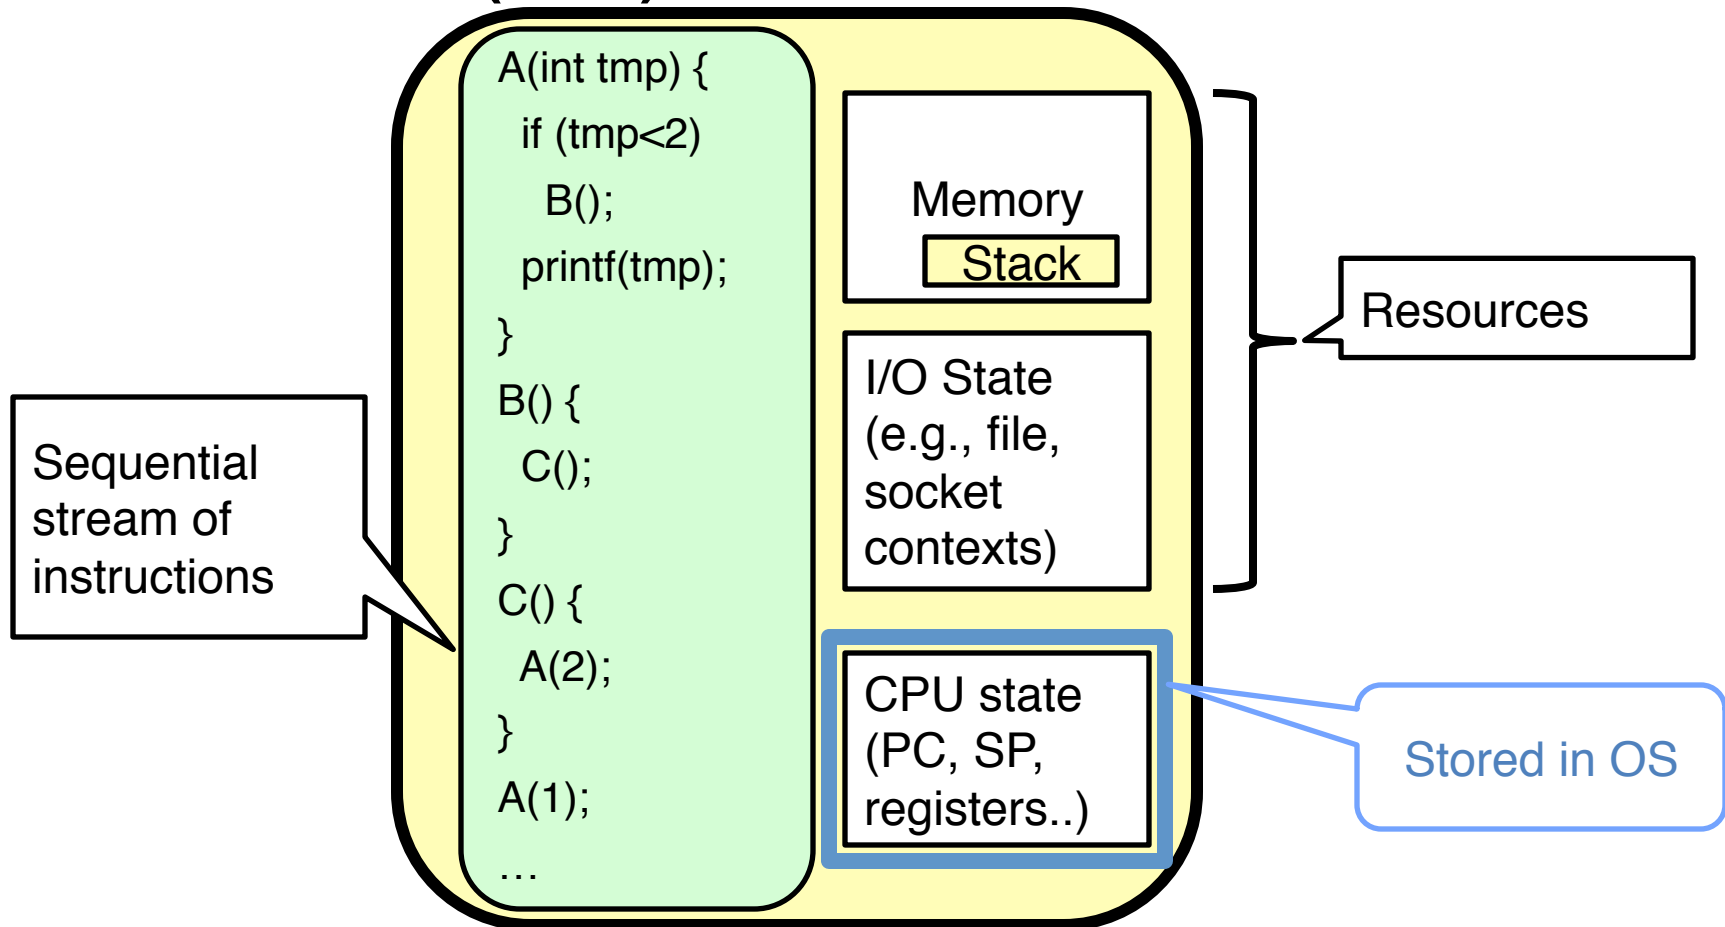 A(int tmp) {
if (tmp<2)
B();
printf(tmp);
}
B() {
C();
}
C() {
A(2);
}
A(1);
…
Memory
Stack
I/O State
(e.g., file,
socket
contexts)
CPU state
(PC, SP,
registers..)
Resources
Sequential
stream of
instructions
Stored in OS